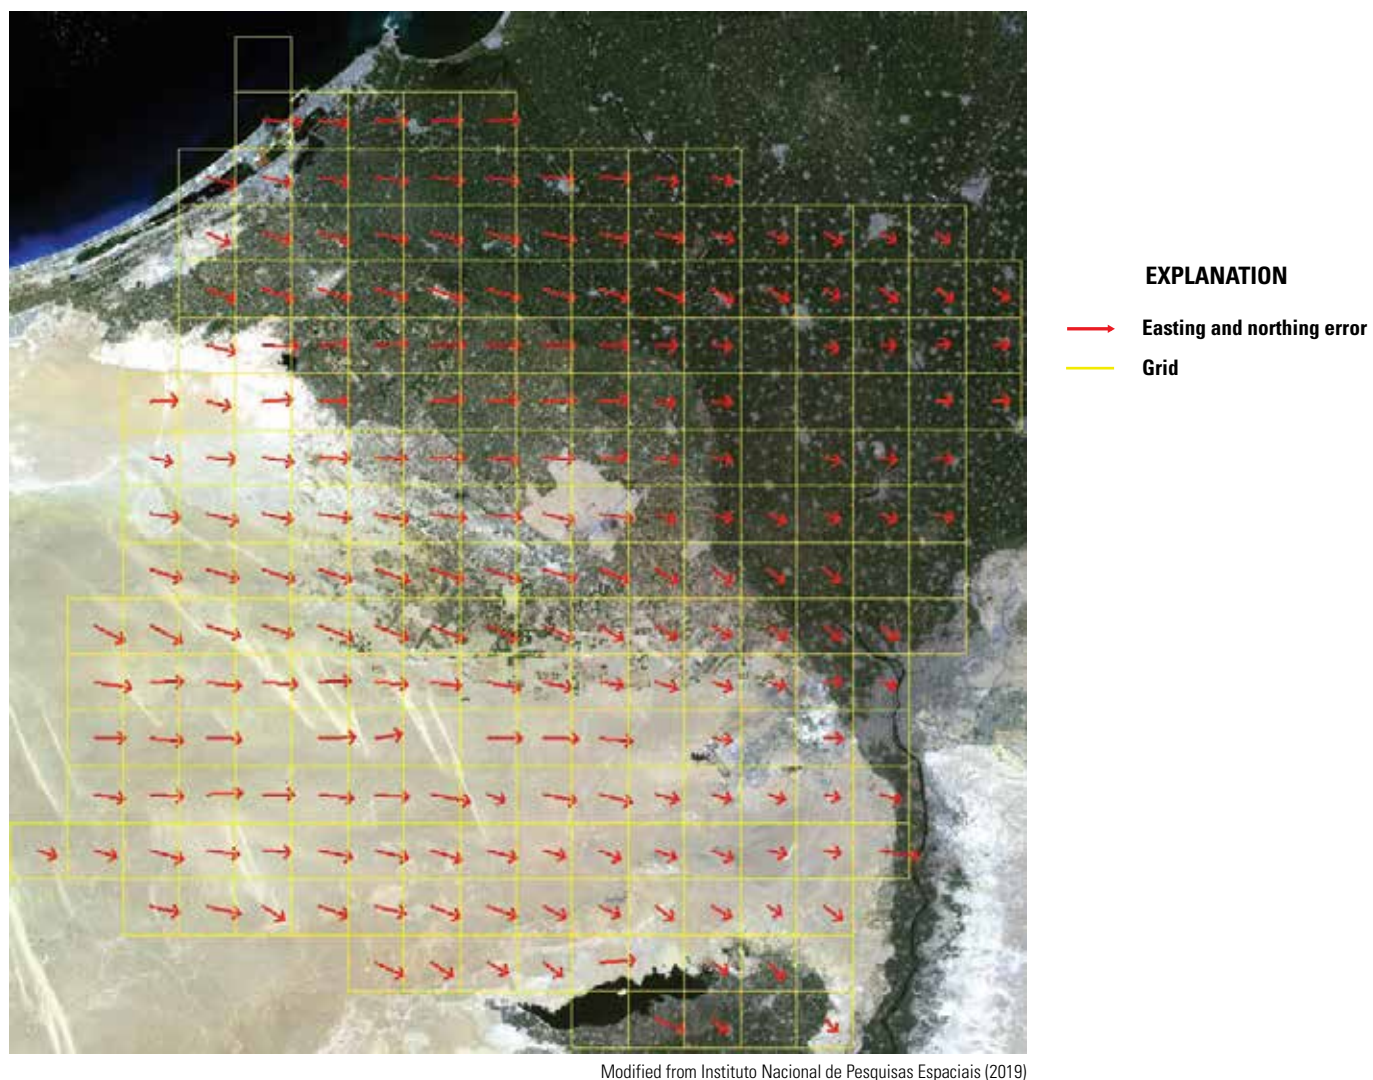 EXPLANATION
Easting and northing error
Grid
Modified from Instituto Nacional de Pesquisas Espaciais (2019)